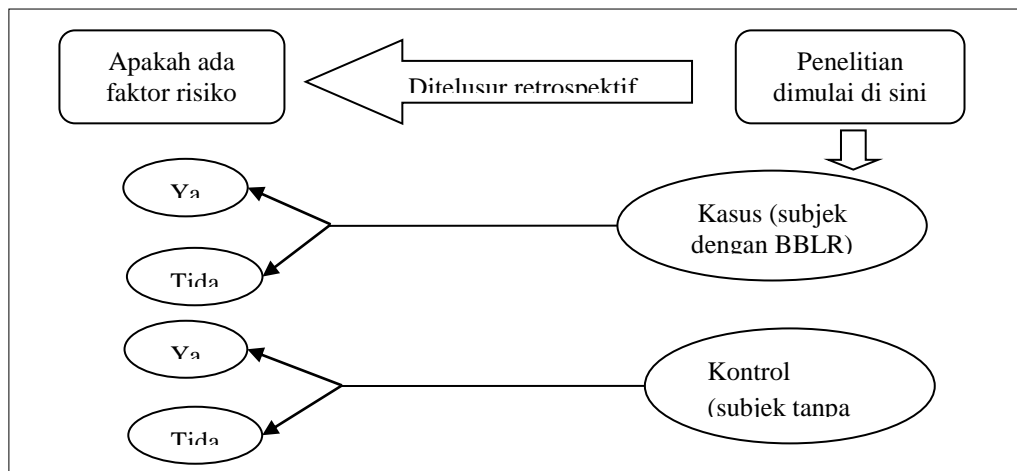 Apakah ada
faktor risiko
Ditelusur retrospektif
Penelitian
dimulai di sini
Ya
Kasus (subjek
dengan BBLR)
Tida
Ya
Kontrol
(subjek tanpa
Tida